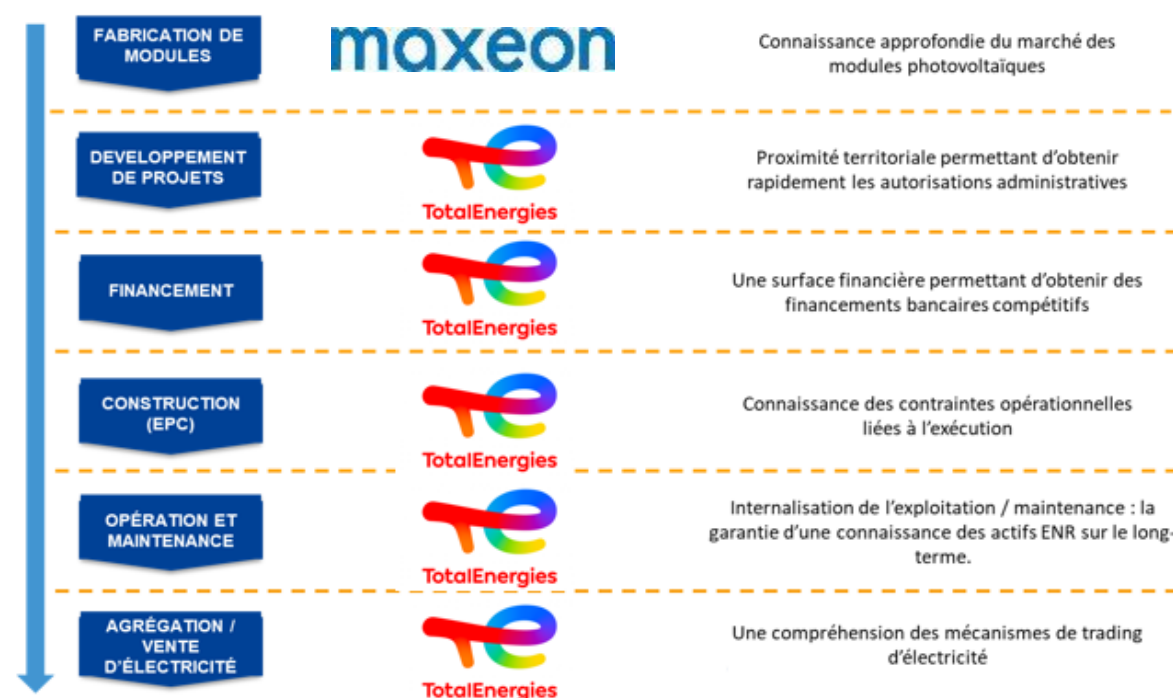 FABRICATION DE
MODULES
maxeon
Connaissance approfondie du marché des
modules photovoltaïques
DEVELOPPEMENT
DE PROJETS
TotalEnergies
Proximité territoriale permettant d'obtenir
rapidement les autorisations administratives
FINANCEMENT
TotalEnergies
Une surface financière permettant d'obtenir des
financements bancaires compétitifs
CONSTRUCTION
(EPC)
TotalEnergies
Connaissance des contraintes opérationnelles
liées à l'exécution
OPÉRATION ET
MAINTENANCE
TotalEnergies
Internalisation de l'exploitation / maintenance : la
garantie d'une connaissance des actifs ENR sur le long-
terme.
AGRÉGATION /
VENTE
D'ÉLECTRICITÉ
TotalEnergies
Une compréhension des mécanismes de trading
d'électricité